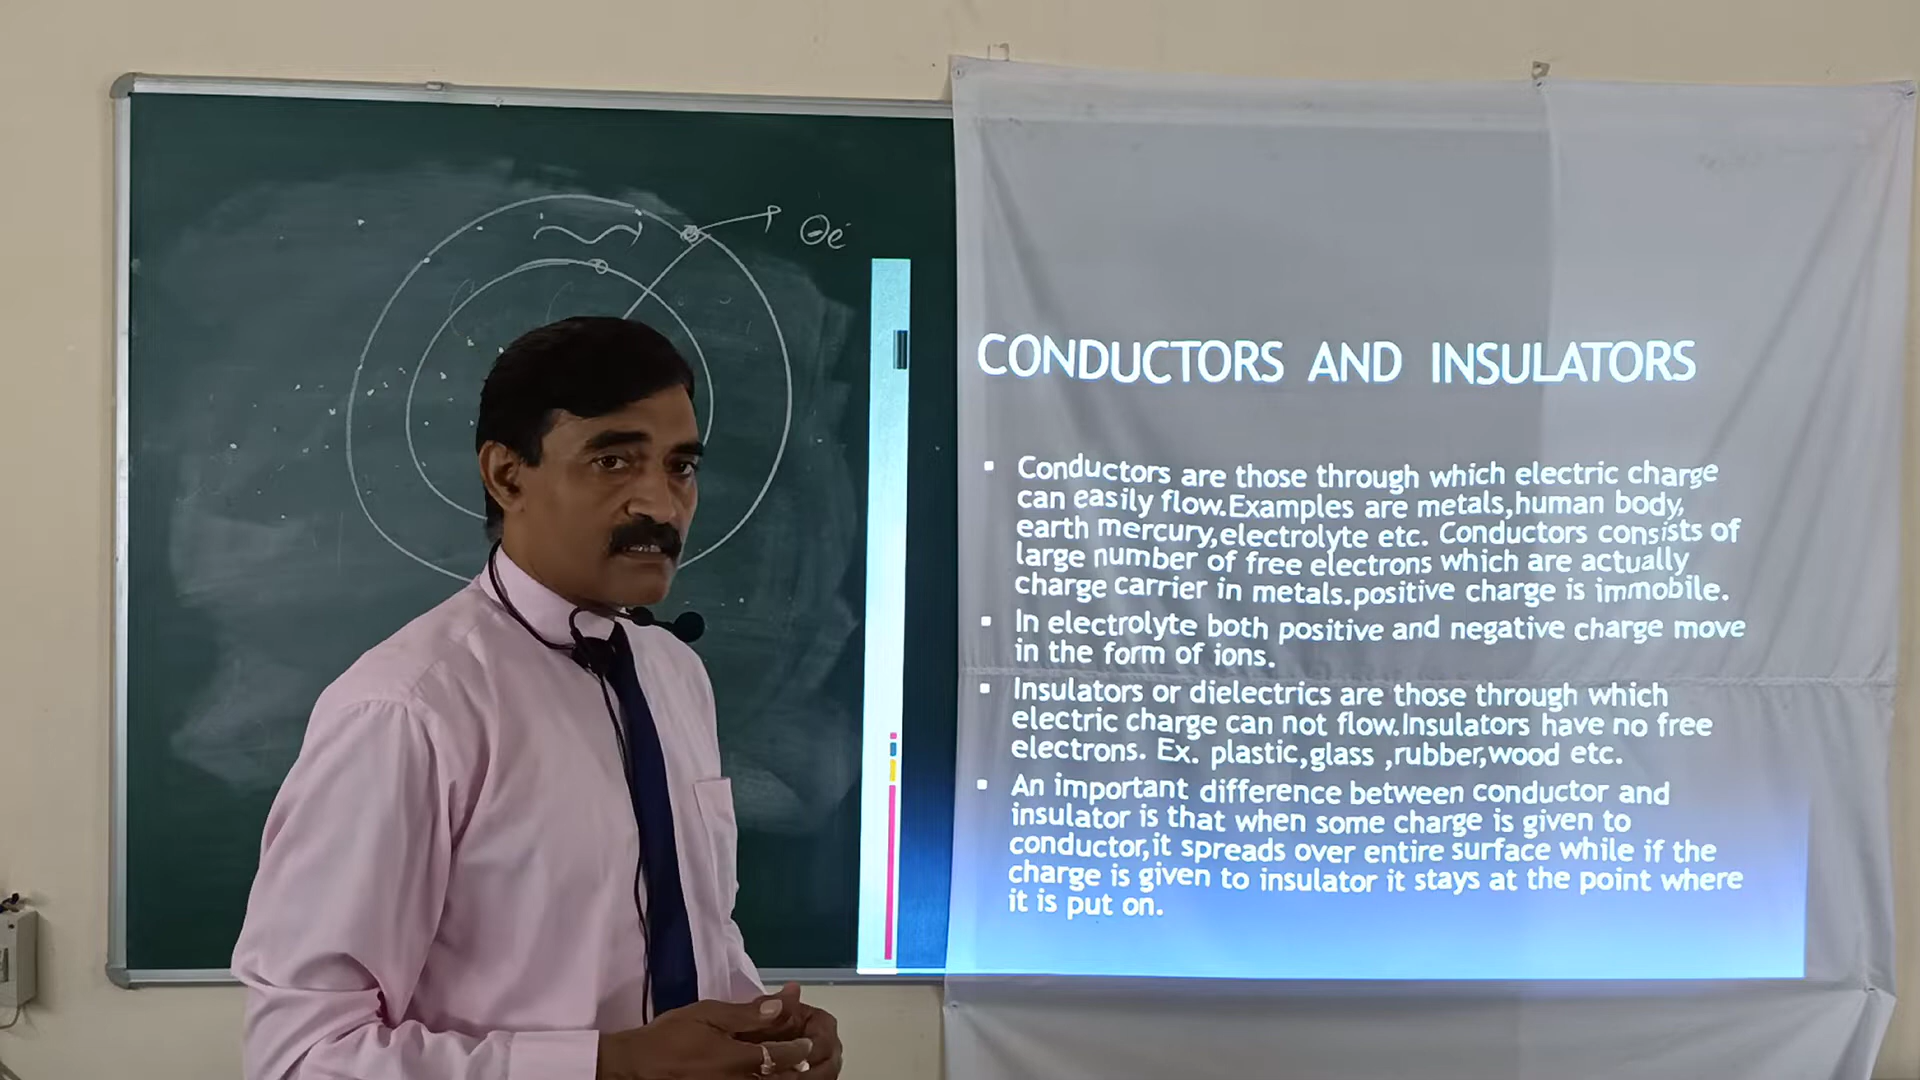 e
CONDUCTORS AND INSULATORS
▪ Conductors are those through which electric charge
can easily flow.Examples are metals,human body,
earth mercury,electrolyte etc. Conductors consists of
large number of free electrons which are actually
charge carrier in metals.positive charge is immobile.
▪ In electrolyte both positive and negative charge move
in the form of ions.
▪ Insulators or dielectrics are those through which
electric charge can not flow.Insulators have no free
electrons. Ex. plastic,glass ,rubber,wood etc.
▪ An important difference between conductor and
insulator is that when some charge is given to
conductor,it spreads over entire surface while if the
charge is given to insulator it stays at the point where
it is put on.